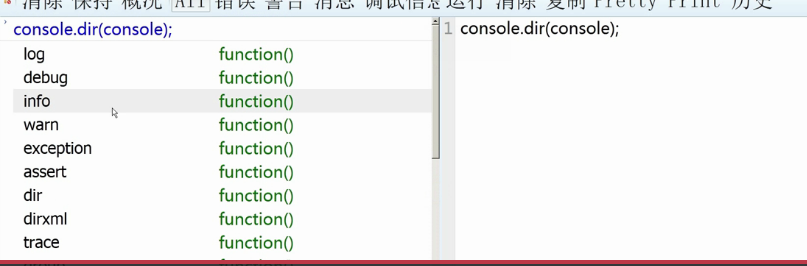 清除 保持 概况 All 错误 警告 消息 调试信息 运行 清除 复制 Pretty Print 历史
console.dir(console);
log function()
debug function()
info function()
warn function()
exception function()
assert function()
dir function()
dirxml function()
trace function()
1 console.dir(console);